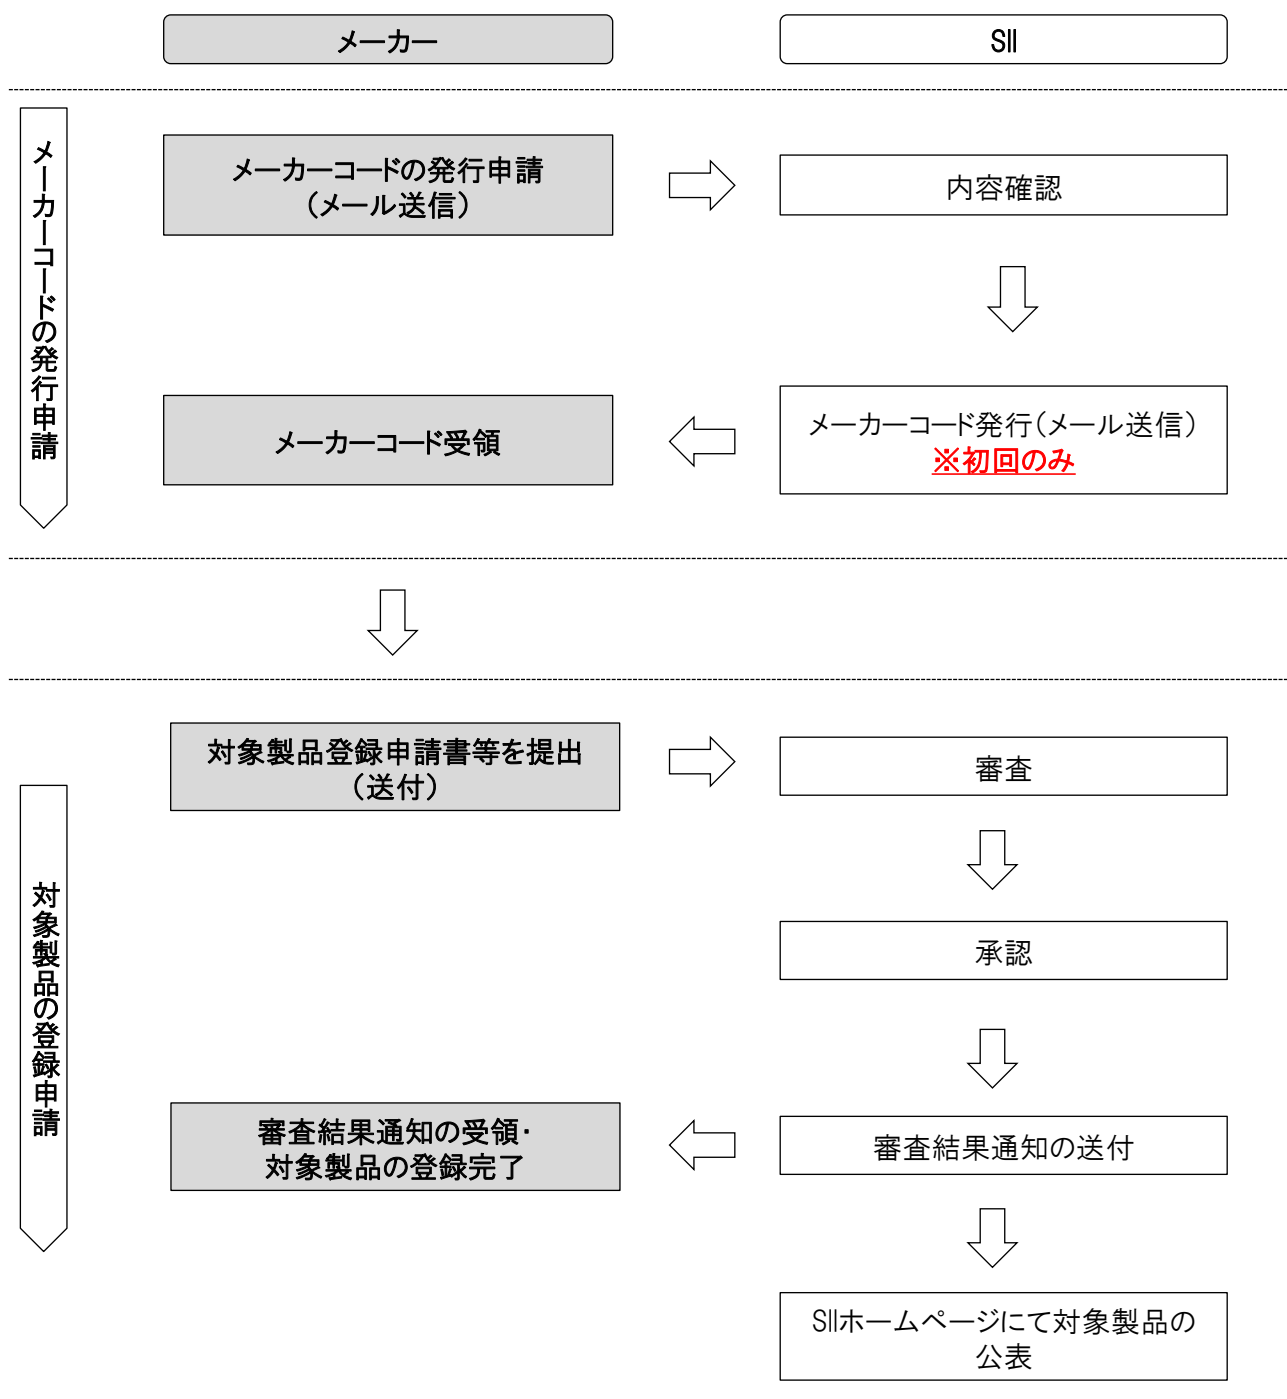 メーカー
SII
メーカーコードの発行申請
メーカーコードの発行申請
（メール送信）
内容確認
メーカーコード受領
メーカーコード発行（メール送信）
※初回のみ
対象製品の登録申請
対象製品登録申請書等を提出
（送付）
審査
承認
審査結果通知の受領・
対象製品の登録完了
審査結果通知の送付
SIIホームページにて対象製品の
公表